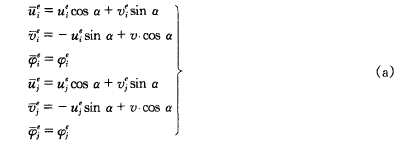 ū_i^e = u_i^e cos α + v_i^e sin α
v̄_i^e = − u_i^e sin α + v · cos α
φ̄_i^e = φ_i^e
ū_j^e = u_j^e cos α + v_j^e sin α (a)
v̄_j^e = − u_j^e sin α + v · cos α
φ̄_j^e = φ_j^e